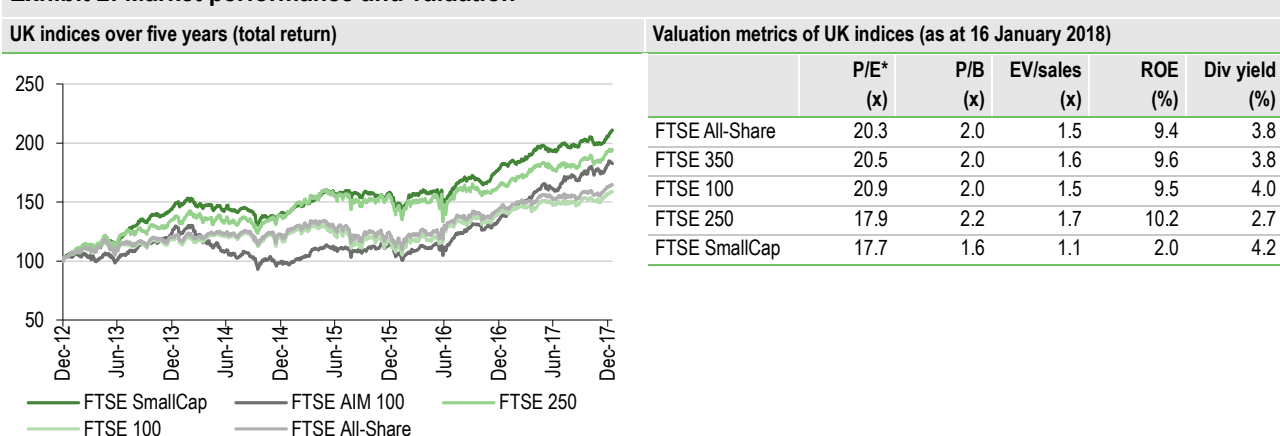 UK indices over five years (total return)
250
200
150
100
50
Dec-12 Jun-13 Dec-13 Jun-14 Dec-14 Jun-15 Dec-15 Jun-16 Dec-16 Jun-17 Dec-17
FTSE SmallCap FTSE AIM 100 FTSE 250
FTSE 100 FTSE All-Share
Valuation metrics of UK indices (as at 16 January 2018)
P/E* P/B EV/sales ROE Div yield
(x) (x) (x) (%) (%)
FTSE All-Share 20.3 2.0 1.5 9.4 3.8
FTSE 350 20.5 2.0 1.6 9.6 3.8
FTSE 100 20.9 2.0 1.5 9.5 4.0
FTSE 250 17.9 2.2 1.7 10.2 2.7
FTSE SmallCap 17.7 1.6 1.1 2.0 4.2